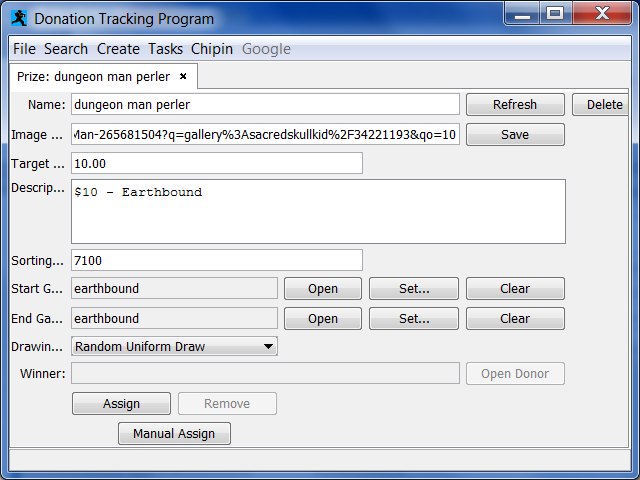 Donation Tracking Program
File Search Create Tasks Chipin Google
Prize: dungeon man perler ×
Name: dungeon man perler Refresh Delete
Image ... Man-265681504?q=gallery%3Asacredskullkid%2F34221193&qo=10 Save
Target ... 10.00
Descrip... $10 - Earthbound
Sorting... 7100
Start G... earthbound Open Set... Clear
End Ga... earthbound Open Set... Clear
Drawin... Random Uniform Draw
Winner: Open Donor
Assign Remove
Manual Assign